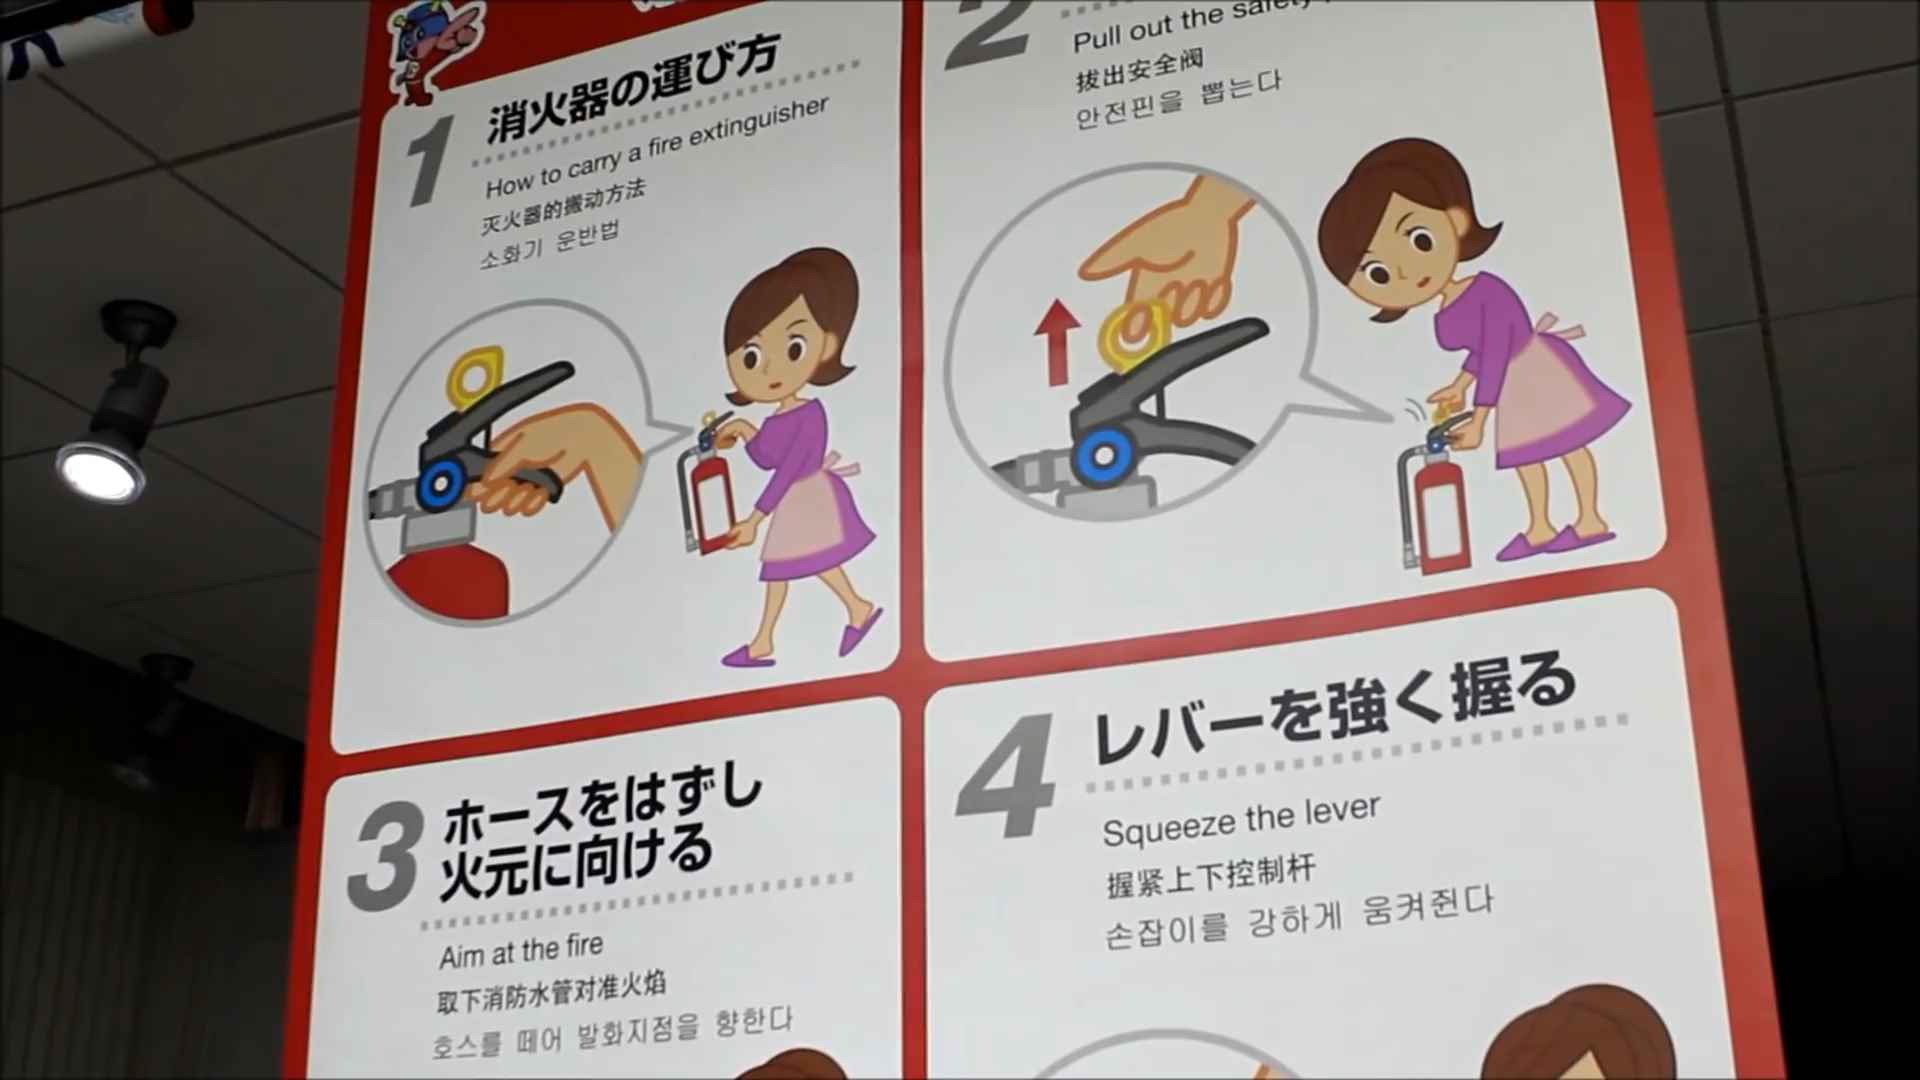 1
消火器の運び方
How to carry a fire extinguisher
灭火器的搬动方法
소화기 운반법
2
Pull out the safety
拔出安全阀
안전핀을 뽑는다
3
ホースをはずし
火元に向ける
Aim at the fire
取下消防水管对准火焰
호스를 떼어 발화지점을 향한다
4
レバーを強く握る
Squeeze the lever
握紧上下控制杆
손잡이를 강하게 움켜쥔다